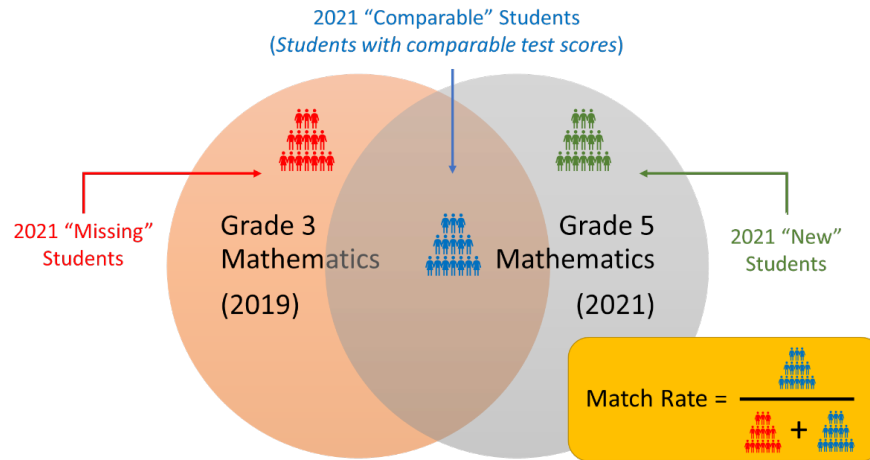 2021 “Comparable” Students
(Students with comparable test scores)
2021 “Missing”
Students
Grade 3
Mathematics
(2019)
Grade 5
Mathematics
(2021)
2021 “New”
Students
Match Rate =
+